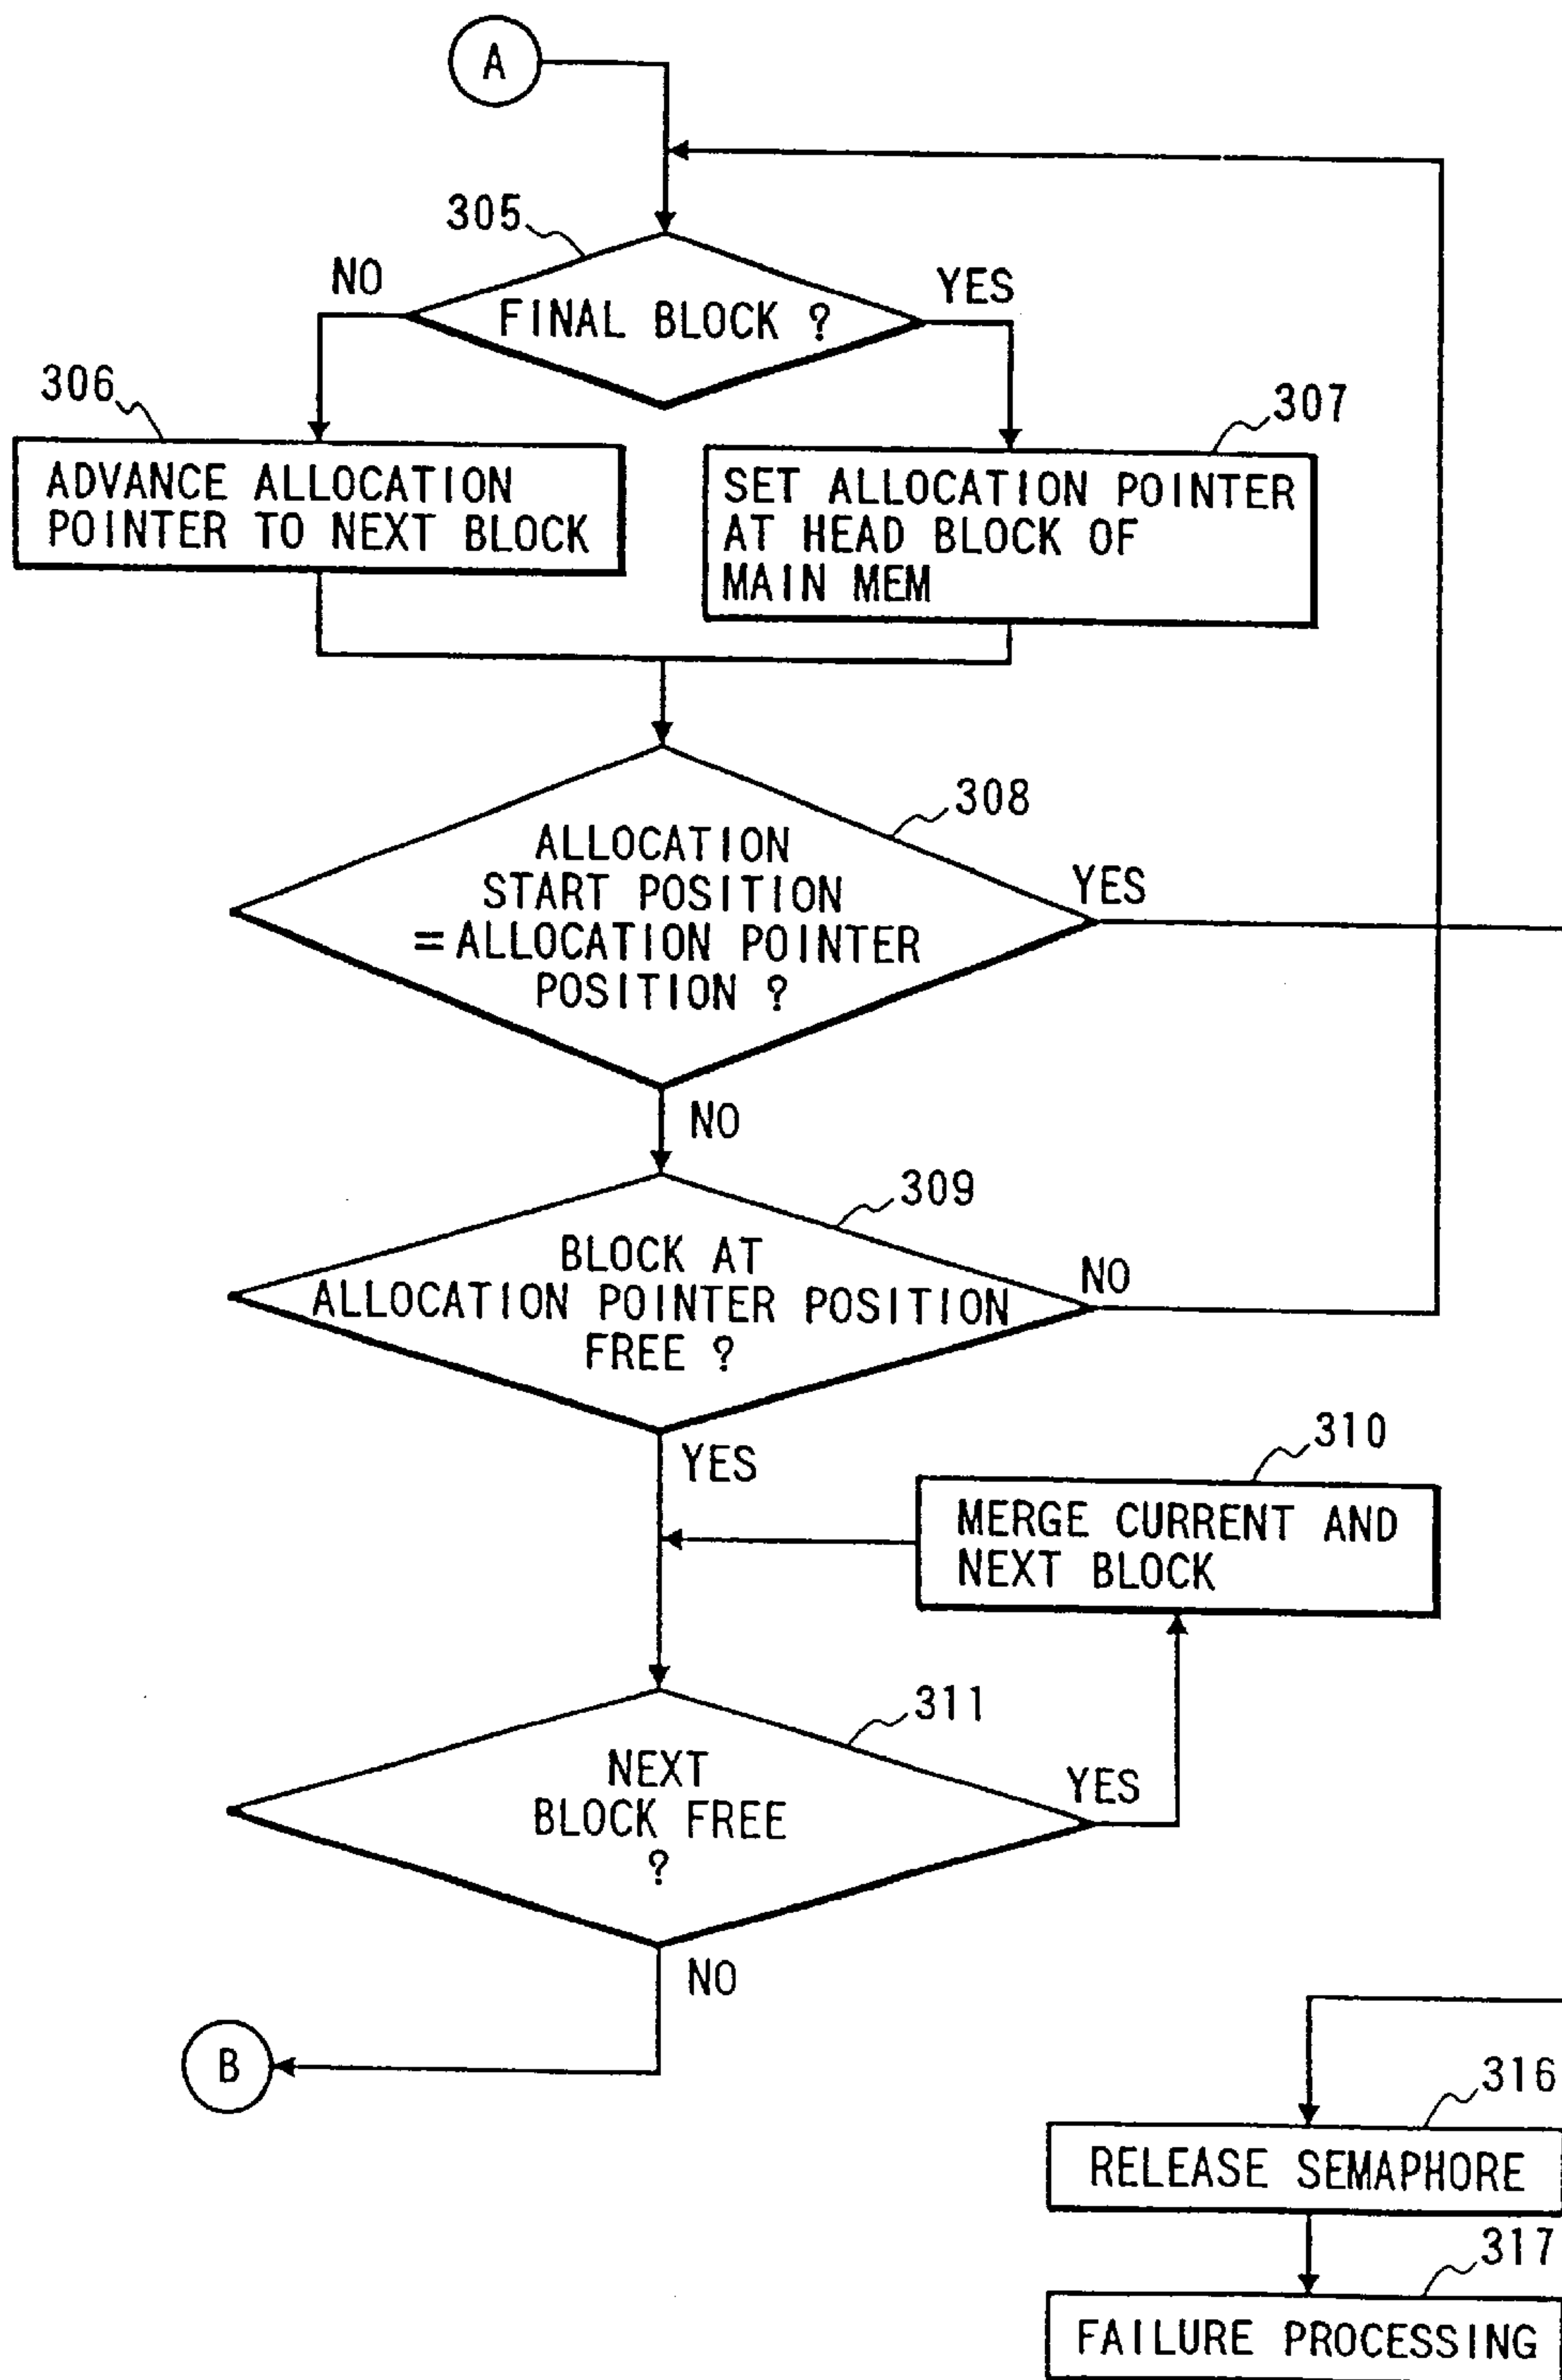 A
305
NO
YES
FINAL BLOCK ?
306
307
ADVANCE ALLOCATION
POINTER TO NEXT BLOCK
SET ALLOCATION POINTER
AT HEAD BLOCK OF
MAIN MEM
308
ALLOCATION
START POSITION
= ALLOCATION POINTER
POSITION ?
YES
NO
309
BLOCK AT
ALLOCATION POINTER POSITION
FREE ?
NO
YES
310
MERGE CURRENT AND
NEXT BLOCK
311
NEXT
BLOCK FREE
?
YES
NO
B
316
RELEASE SEMAPHORE
317
FAILURE PROCESSING